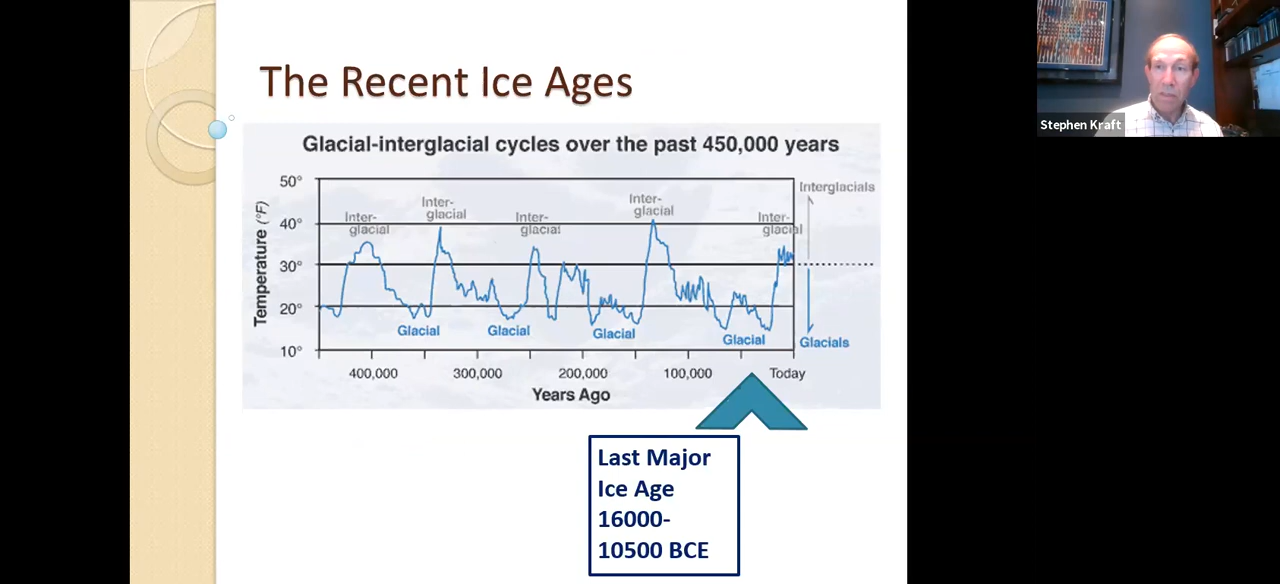 The Recent Ice Ages
Stephen Kraft
Glacial-interglacial cycles over the past 450,000 years
Temperature (°F)
50°
40°
30°
20°
10°
Inter-
glacial
Inter-
glacial
Inter-
glacial
Inter-
glacial
Inter-
glacial
Interglacials
Glacial
Glacial
Glacial
Glacial
Glacials
400,000
300,000
200,000
100,000
Today
Years Ago
Last Major
Ice Age
16000-
10500 BCE